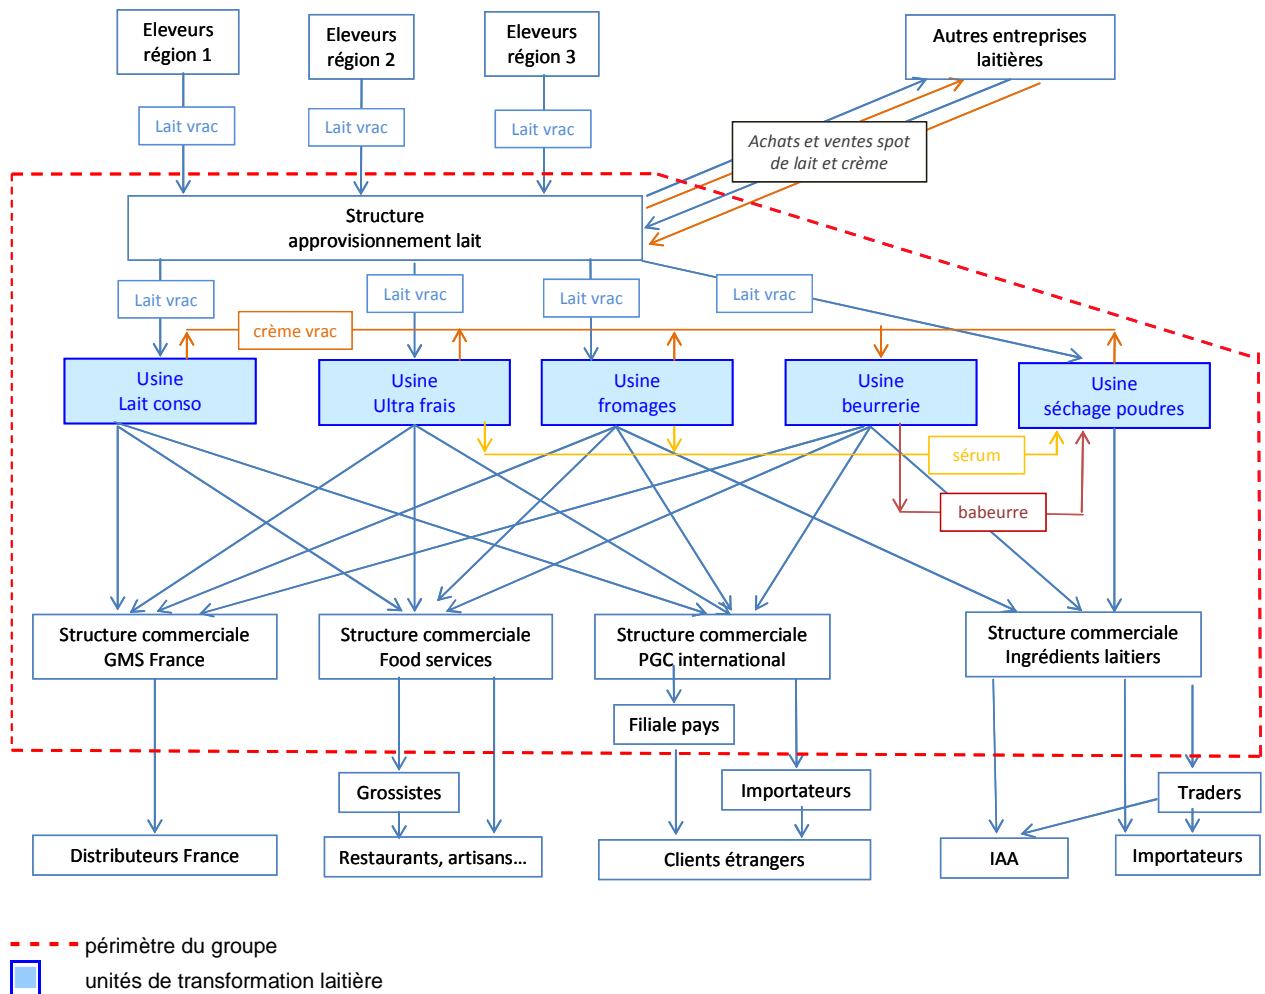 Eleveurs
région 1
Eleveurs
région 2
Eleveurs
région 3
Autres entreprises
laitières
Lait vrac
Lait vrac
Lait vrac
Achats et ventes spot
de lait et crème
Structure
approvisionnement lait
Lait vrac
Lait vrac
Lait vrac
Lait vrac
crème vrac
Usine
Lait conso
Usine
Ultra frais
Usine
fromages
Usine
beurrerie
Usine
séchage poudres
sérum
babeurre
Structure commerciale
GMS France
Structure commerciale
Food services
Structure commerciale
PGC international
Structure commerciale
Ingrédients laitiers
Filiale pays
Grossistes
Importateurs
Traders
Distributeurs France
Restaurants, artisans...
Clients étrangers
IAA
Importateurs
périmètre du groupe
unités de transformation laitière